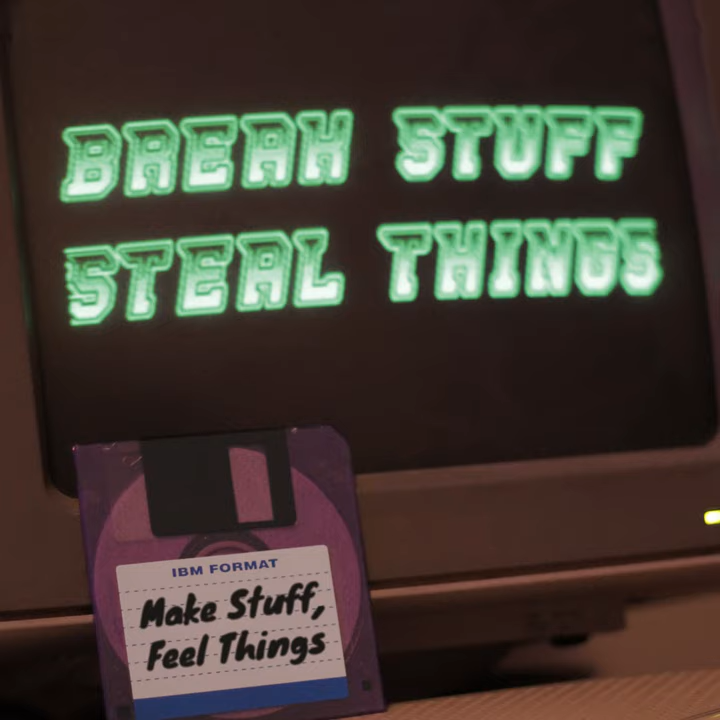 BREAK STUFF
STEAL THINGS
IBM FORMAT
Make Stuff,
Feel Things